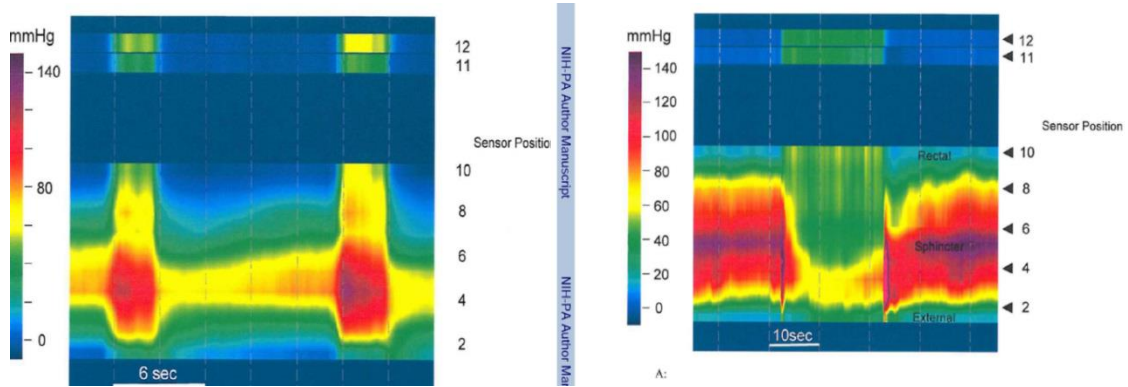 mmHg
140
80
0
12
11
Sensor Positio
10
8
6
4
2
6 sec
NIH-PA Author Manuscript
NIH-PA Author Mar
mmHg
140
120
100
80
60
40
20
0
12
11
Sensor Position
10
8
6
4
2
Rectal
Sphincter
External
10sec
A: